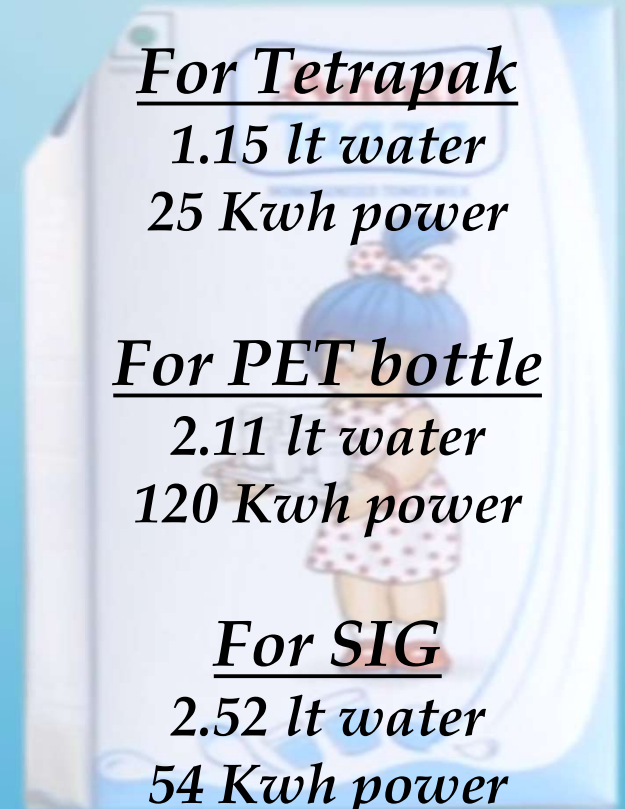 For Tetrapak
1.15 lt water
25 Kwh power
For PET bottle
2.11 lt water
120 Kwh power
For SIG
2.52 lt water
54 Kwh power